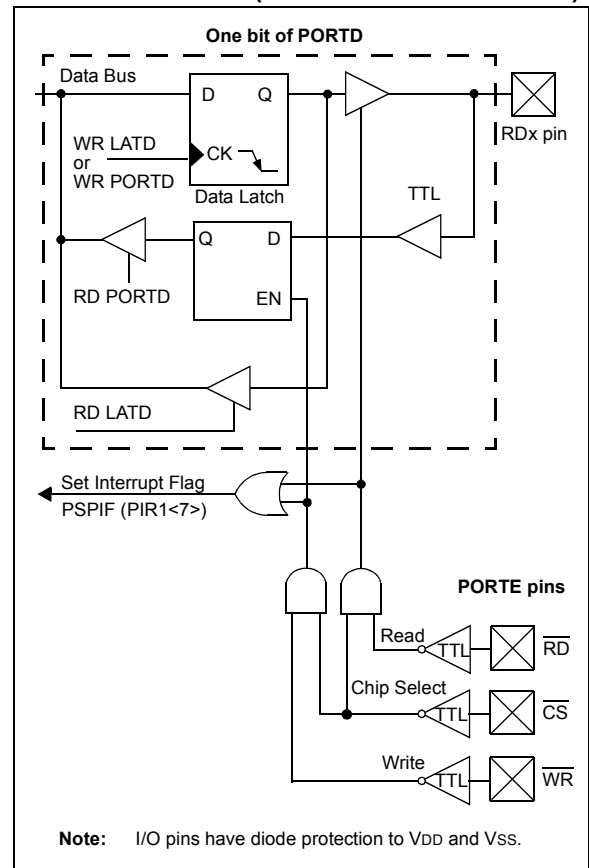 One bit of PORTD
Data Bus
D Q
RDx pin
WR LATD
or
WR PORTD
CK
Data Latch
TTL
Q D
RD PORTD
EN
RD LATD
Set Interrupt Flag
PSPIF (PIR1<7>)
PORTE pins
Read
TTL
RD
Chip Select
TTL
CS
Write
TTL
WR
Note: I/O pins have diode protection to VDD and VSS.